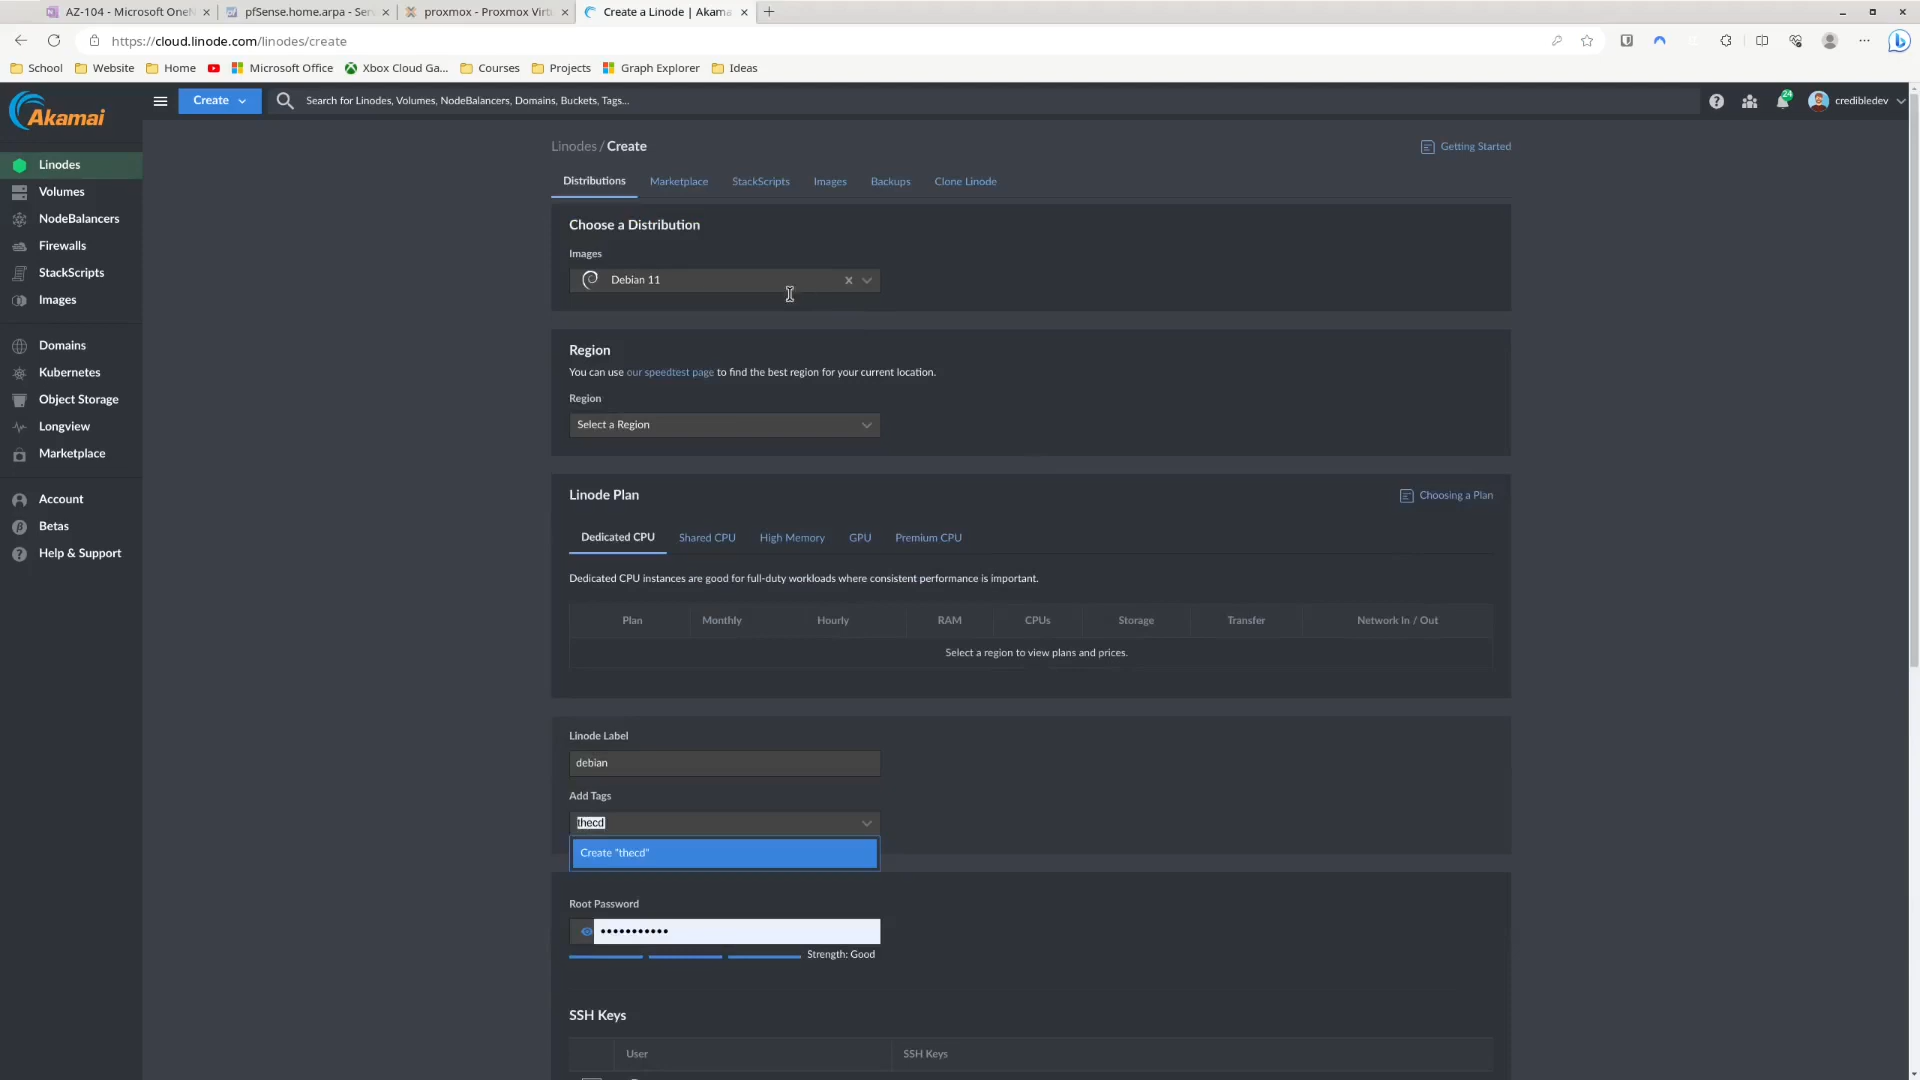 AZ-104 - Microsoft OneN
pfSense.home.arpa - Serv
proxmox - Proxmox Virtu
Create a Linode | Akama
https://cloud.linode.com/linodes/create
School
Website
Home
Microsoft Office
Xbox Cloud Ga...
Courses
Projects
Graph Explorer
Ideas
Akamai
Create
Search for Linodes, Volumes, NodeBalancers, Domains, Buckets, Tags...
24
credibledev
Linodes
Volumes
NodeBalancers
Firewalls
StackScripts
Images
Domains
Kubernetes
Object Storage
Longview
Marketplace
Account
Betas
Help & Support
Linodes / Create
Getting Started
Distributions
Marketplace
StackScripts
Images
Backups
Clone Linode
Choose a Distribution
Images
Debian 11
Region
You can use our speedtest page to find the best region for your current location.
Region
Select a Region
Linode Plan
Choosing a Plan
Dedicated CPU
Shared CPU
High Memory
GPU
Premium CPU
Dedicated CPU instances are good for full-duty workloads where consistent performance is important.
Plan
Monthly
Hourly
RAM
CPUs
Storage
Transfer
Network In / Out
Select a region to view plans and prices.
Linode Label
debian
Add Tags
thecd
Create "thecd"
Root Password
•••••••••••
Strength: Good
SSH Keys
User
SSH Keys